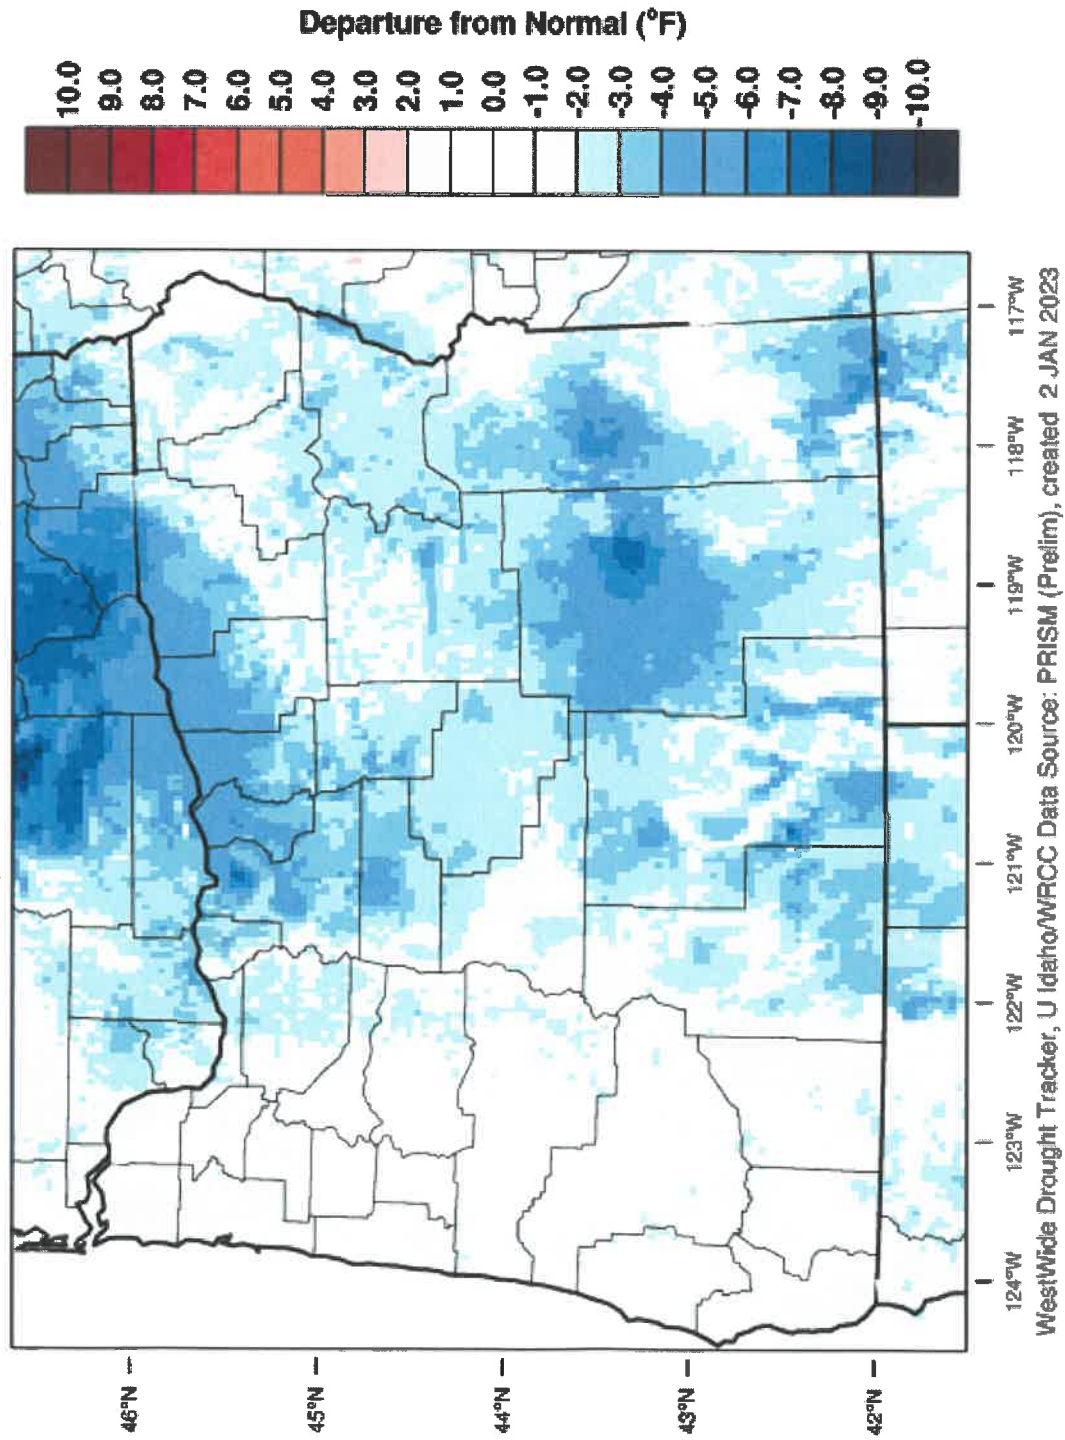 Departure from Normal (°F)
10.0
9.0
8.0
7.0
6.0
5.0
4.0
3.0
2.0
1.0
0.0
-1.0
-2.0
-3.0
-4.0
-5.0
-6.0
-7.0
-8.0
-9.0
-10.0
46°N
45°N
44°N
43°N
42°N
124°W
123°W
122°W
121°W
120°W
119°W
118°W
117°W
WestWide Drought Tracker, U Idaho/WRCC Data Source: PRISM (Prelim), created 2 JAN 2023